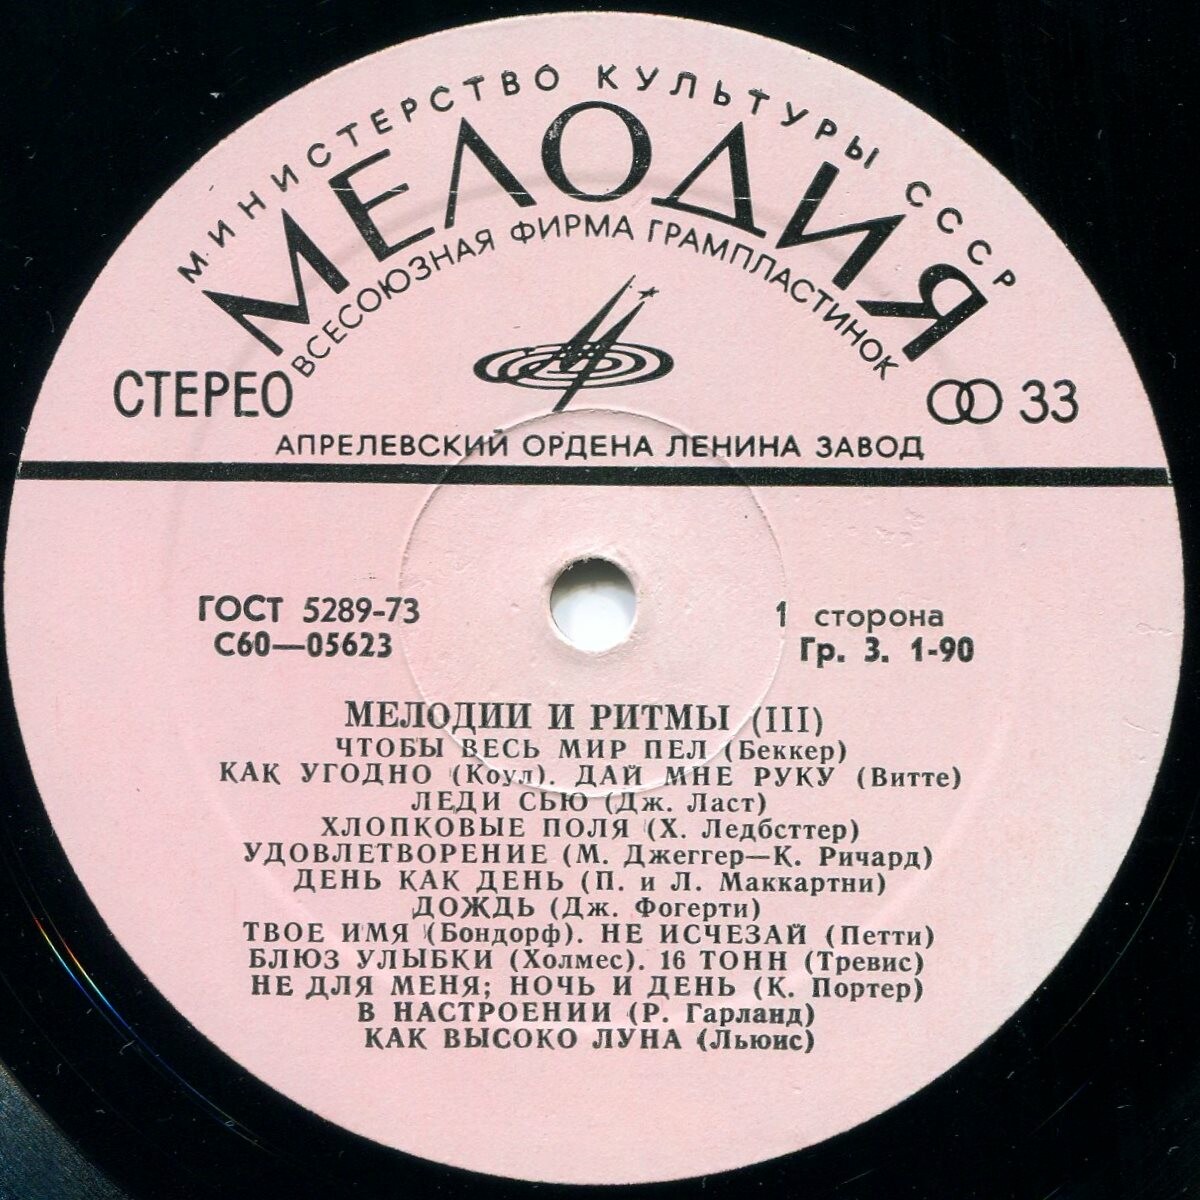 МИНИСТЕРСТВО КУЛЬТУРЫ СССР
МЕЛОДИЯ
ВСЕСОЮЗНАЯ ФИРМА ГРАМПЛАСТИНОК
СТЕРЕО
33
АПРЕЛЕВСКИЙ ОРДЕНА ЛЕНИНА ЗАВОД
ГОСТ 5289-73
С60—05623
1 сторона
Гр. 3. 1-90
МЕЛОДИИ И РИТМЫ (III)
ЧТОБЫ ВЕСЬ МИР ПЕЛ (Беккер)
КАК УГОДНО (Коул). ДАЙ МНЕ РУКУ (Витте)
ЛЕДИ СЬЮ (Дж. Ласт)
ХЛОПКОВЫЕ ПОЛЯ (Х. Ледбсттер)
УДОВЛЕТВОРЕНИЕ (М. Джеггер—К. Ричард)
ДЕНЬ КАК ДЕНЬ (П. и Л. Маккартни)
ДОЖДЬ (Дж. Фогерти)
ТВОЕ ИМЯ (Бондорф). НЕ ИСЧЕЗАЙ (Петти)
БЛЮЗ УЛЫБКИ (Холмес). 16 ТОНН (Тревис)
НЕ ДЛЯ МЕНЯ; НОЧЬ И ДЕНЬ (К. Портер)
В НАСТРОЕНИИ (Р. Гарланд)
КАК ВЫСОКО ЛУНА (Льюис)